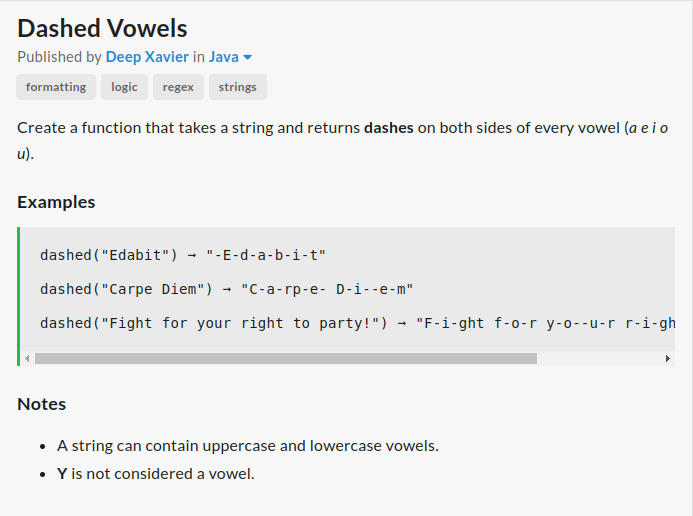 Dashed Vowels
Published by Deep Xavier in Java
formatting logic regex strings
Create a function that takes a string and returns dashes on both sides of every vowel (a e i o
u).
Examples
dashed("Edabit") → "-E-d-a-b-i-t"
dashed("Carpe Diem") → "C-a-rp-e- D-i--e-m"
dashed("Fight for your right to party!") → "F-i-ght f-o-r y-o--u-r r-i-gh
Notes
• A string can contain uppercase and lowercase vowels.
• Y is not considered a vowel.